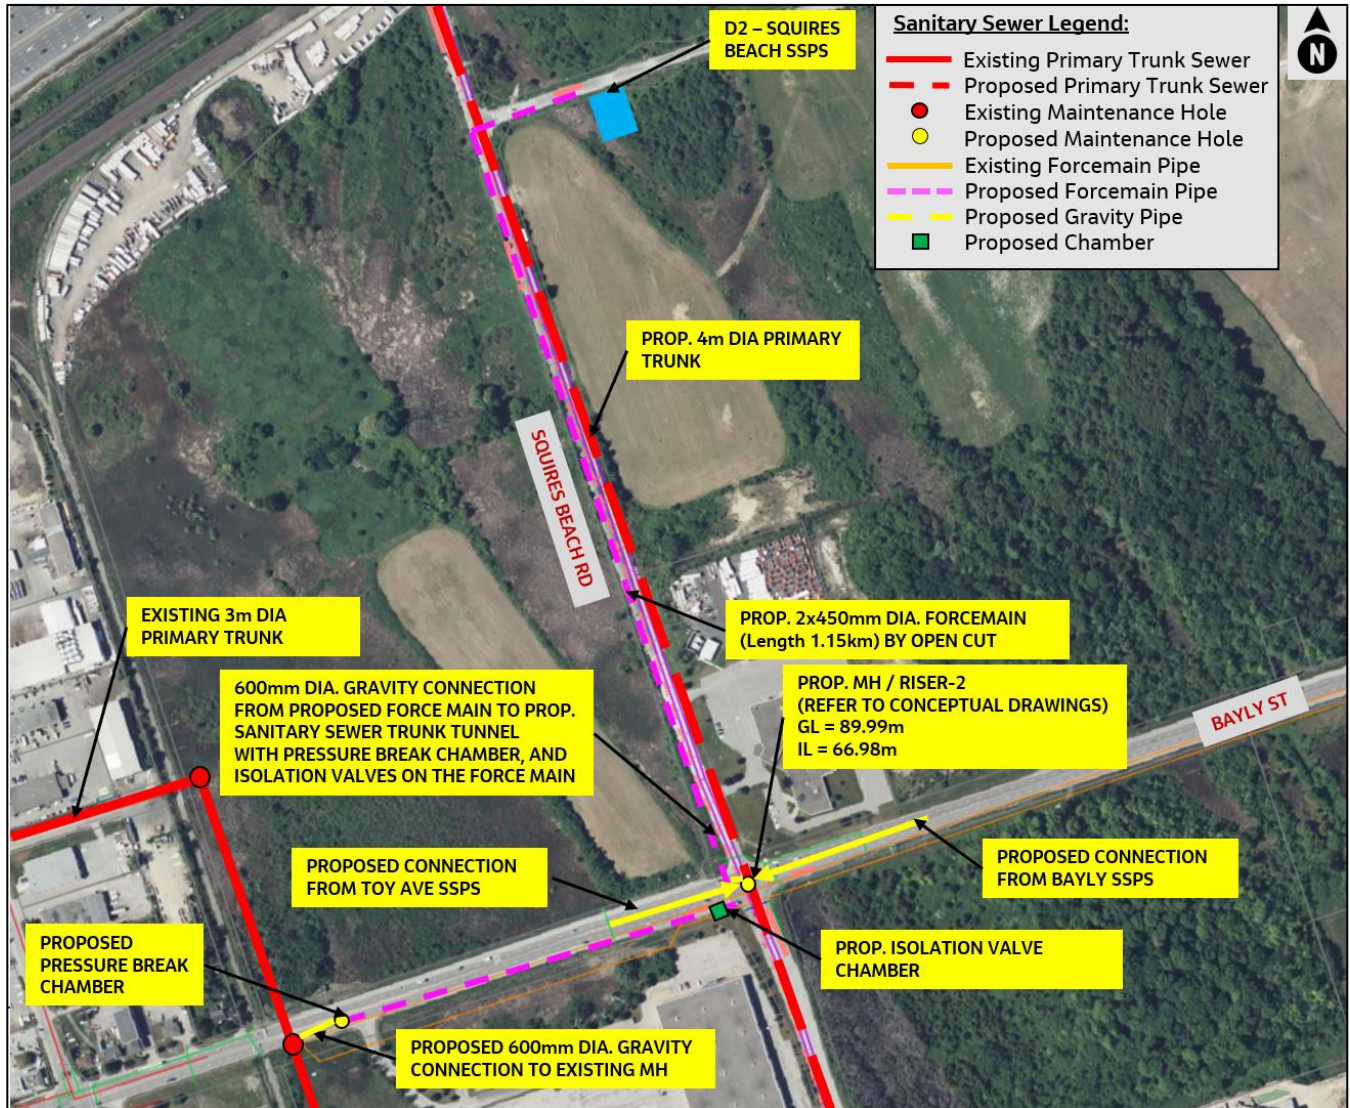 D2 – SQUIRES
BEACH SSPS
Sanitary Sewer Legend:
Existing Primary Trunk Sewer
Proposed Primary Trunk Sewer
Existing Maintenance Hole
Proposed Maintenance Hole
Existing Forcemain Pipe
Proposed Forcemain Pipe
Proposed Gravity Pipe
Proposed Chamber
N
PROP. 4m DIA PRIMARY
TRUNK
SQUIRES BEACH RD
EXISTING 3m DIA
PRIMARY TRUNK
PROP. 2x450mm DIA. FORCEMAIN
(Length 1.15km) BY OPEN CUT
600mm DIA. GRAVITY CONNECTION
FROM PROPOSED FORCE MAIN TO PROP.
SANITARY SEWER TRUNK TUNNEL
WITH PRESSURE BREAK CHAMBER, AND
ISOLATION VALVES ON THE FORCE MAIN
PROP. MH / RISER-2
(REFER TO CONCEPTUAL DRAWINGS)
GL = 89.99m
IL = 66.98m
BAYLY ST
PROPOSED CONNECTION
FROM TOY AVE SSPS
PROPOSED CONNECTION
FROM BAYLY SSPS
PROPOSED
PRESSURE BREAK
CHAMBER
PROP. ISOLATION VALVE
CHAMBER
PROPOSED 600mm DIA. GRAVITY
CONNECTION TO EXISTING MH